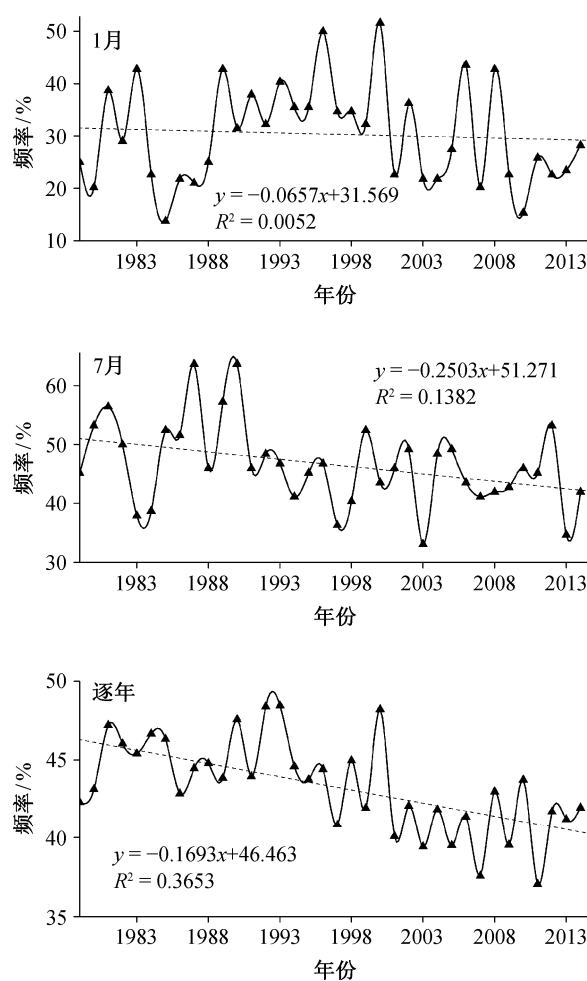 50
1月
40
30
20
10
频率/%
y = −0.0657x+31.569
R² = 0.0052
1983 1988 1993 1998 2003 2008 2013
年份
7月
60
50
40
30
频率/%
y = −0.2503x+51.271
R² = 0.1382
1983 1988 1993 1998 2003 2008 2013
年份
50
逐年
45
40
35
频率/%
y = −0.1693x+46.463
R² = 0.3653
1983 1988 1993 1998 2003 2008 2013
年份